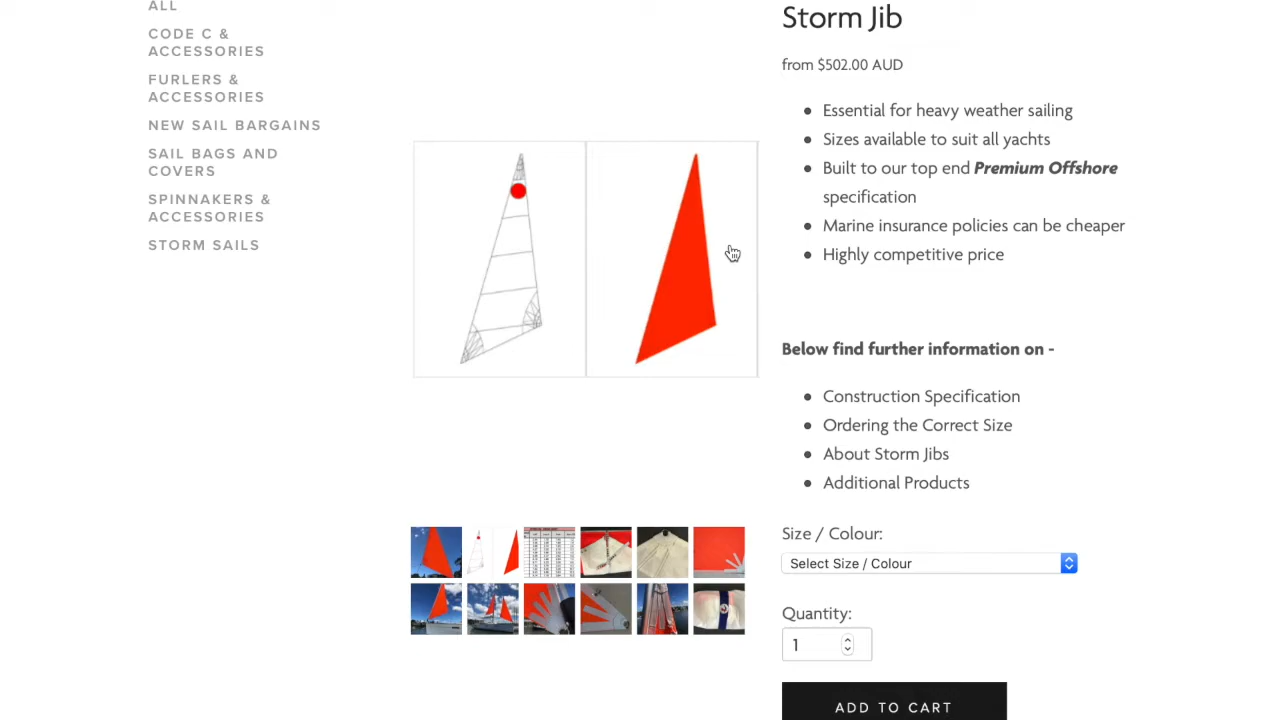 ALL
CODE C &
ACCESSORIES
FURLERS &
ACCESSORIES
NEW SAIL BARGAINS
SAIL BAGS AND
COVERS
SPINNAKERS &
ACCESSORIES
STORM SAILS
Storm Jib
from $502.00 AUD
Essential for heavy weather sailing
Sizes available to suit all yachts
Built to our top end Premium Offshore
specification
Marine insurance policies can be cheaper
Highly competitive price
Below find further information on -
Construction Specification
Ordering the Correct Size
About Storm Jibs
Additional Products
Size / Colour:
Select Size / Colour
Quantity:
1
ADD TO CART